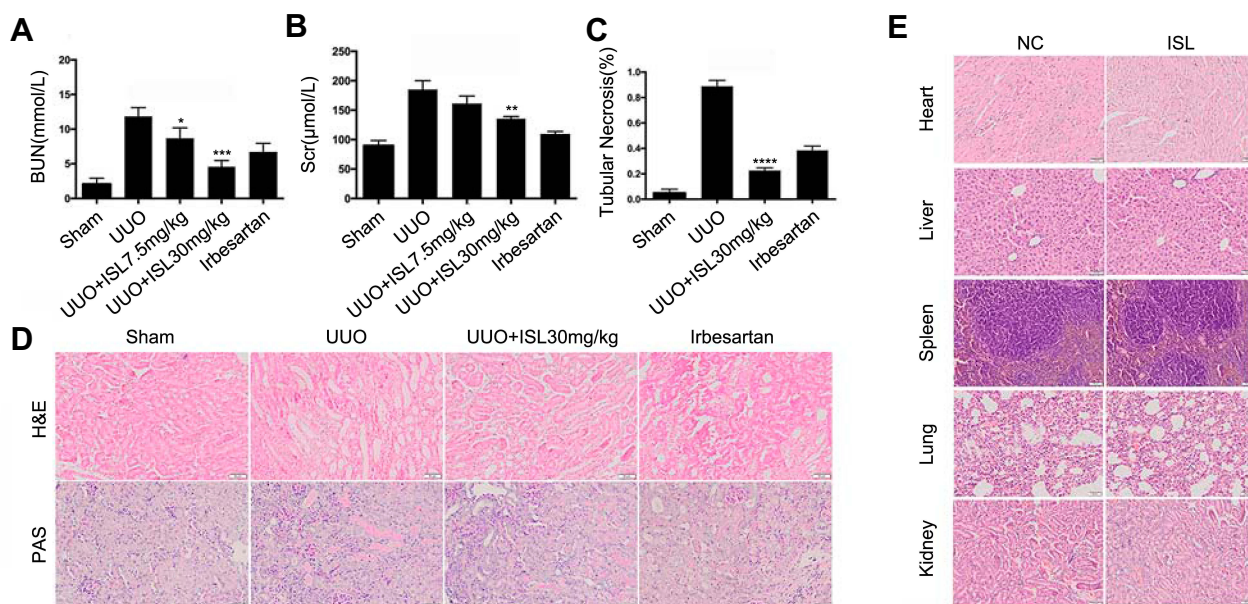 A
BUN(mmol/L)
20
15
10
5
0
*
***
Sham
UUO
UUO+ISL7.5mg/kg
UUO+ISL30mg/kg
Irbesartan
B
Scr(μmol/L)
250
200
150
100
50
0
**
Sham
UUO
UUO+ISL7.5mg/kg
UUO+ISL30mg/kg
Irbesartan
C
Tubular Necrosis(%)
1.0
0.8
0.6
0.4
0.2
0.0
****
Sham
UUO
UUO+ISL30mg/kg
Irbesartan
D
Sham UUO UUO+ISL30mg/kg Irbesartan
H&E
PAS
E
NC ISL
Heart
Liver
Spleen
Lung
Kidney